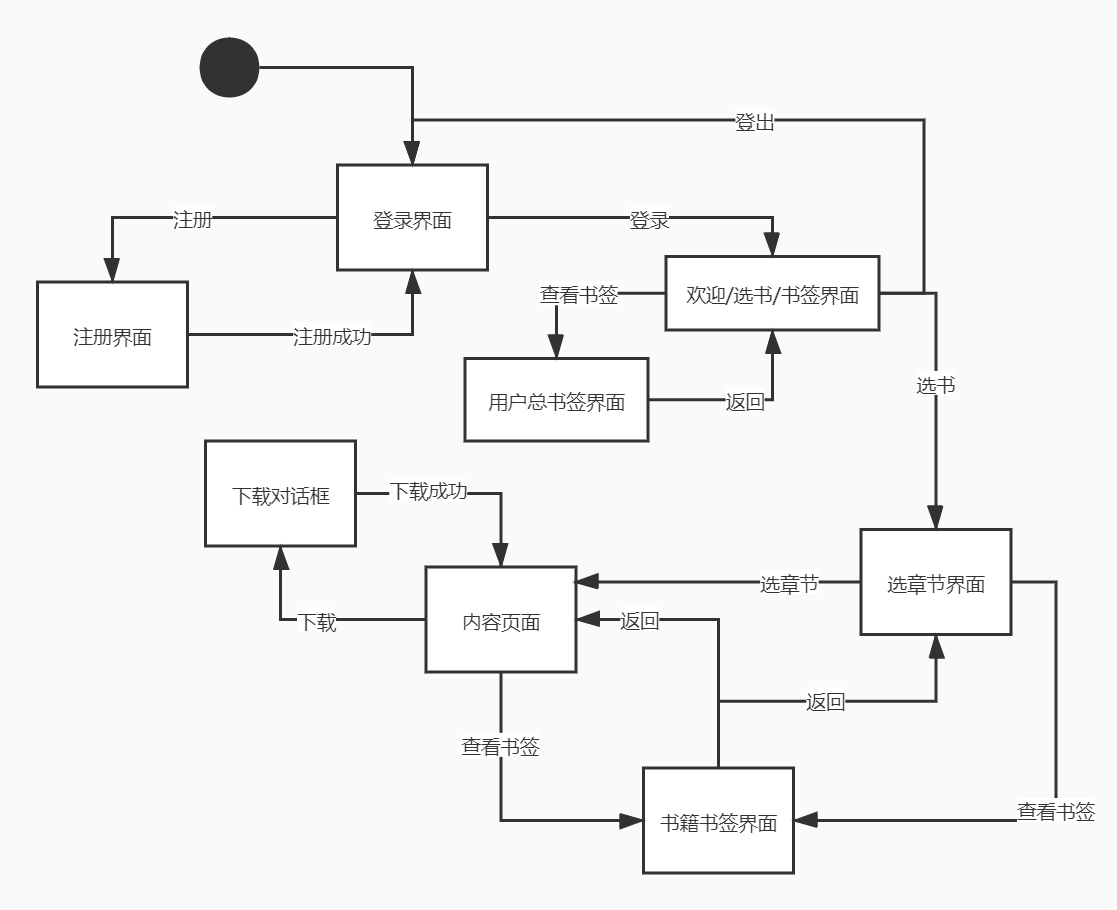 登出
注册
登录界面
登录
查看书签
欢迎/选书/书签界面
注册界面
注册成功
选书
用户总书签界面
返回
下载对话框
下载成功
选章节
选章节界面
下载
内容页面
返回
返回
查看书签
查看书签
书籍书签界面